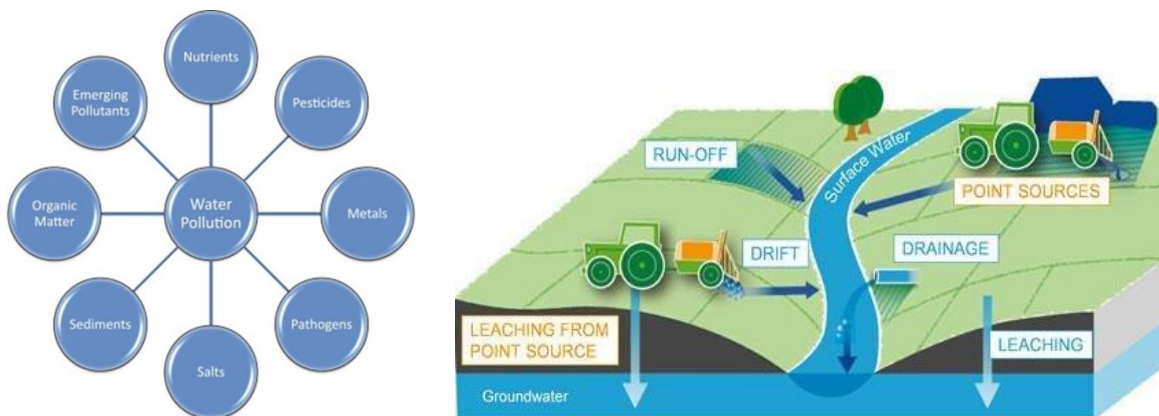 Nutrients
Emerging
Pollutants
Pesticides
Organic
Matter
Water
Pollution
Metals
Sediments
Pathogens
Salts
RUN-OFF
Surface Water
POINT SOURCES
DRIFT
DRAINAGE
LEACHING FROM
POINT SOURCE
LEACHING
Groundwater